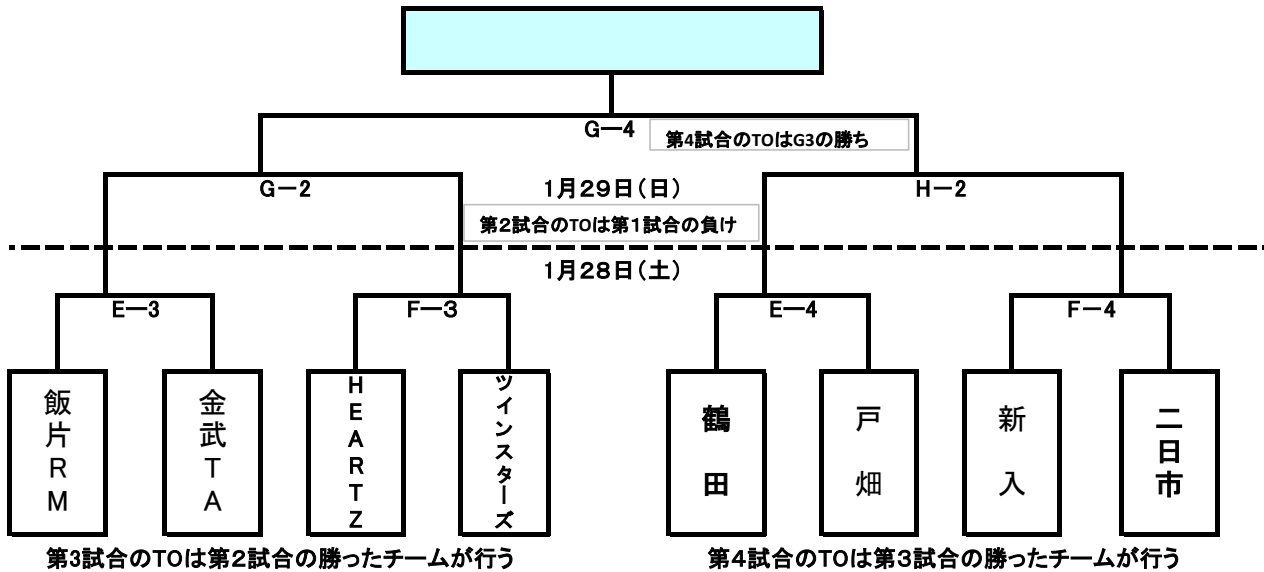 G－4
第4試合のTOはG3の勝ち
G－2
1月29日（日）
H－2
第2試合のTOは第1試合の負け
1月28日（土）
E－3
F－3
E－4
F－4
飯片RM
金武TA
HEARTZ
ツインスターズ
鶴田
戸畑
新入
二日市
第3試合のTOは第2試合の勝ったチームが行う
第4試合のTOは第3試合の勝ったチームが行う